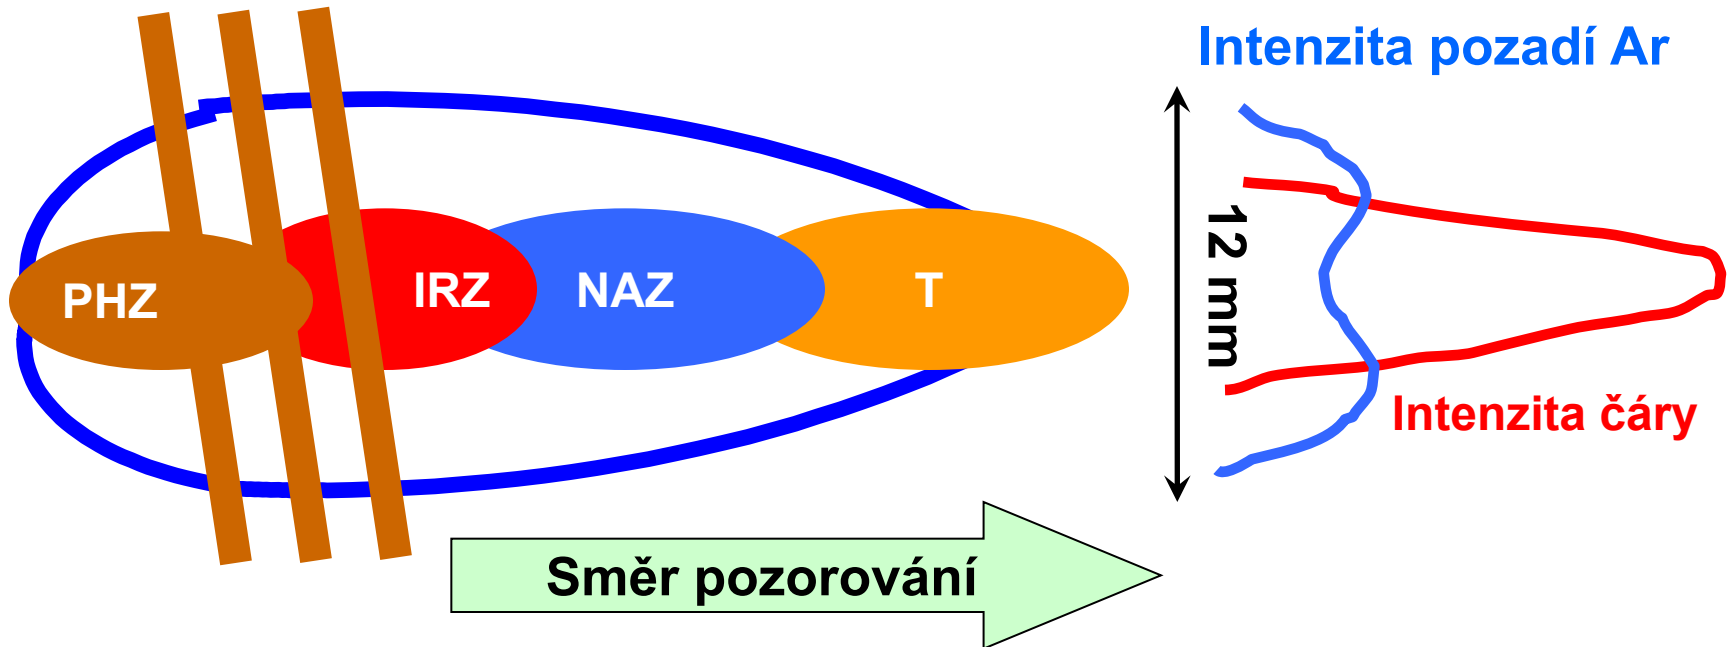 Intenzita pozadí Ar
PHZ
IRZ
NAZ
T
12 mm
Intenzita čáry
Směr pozorování